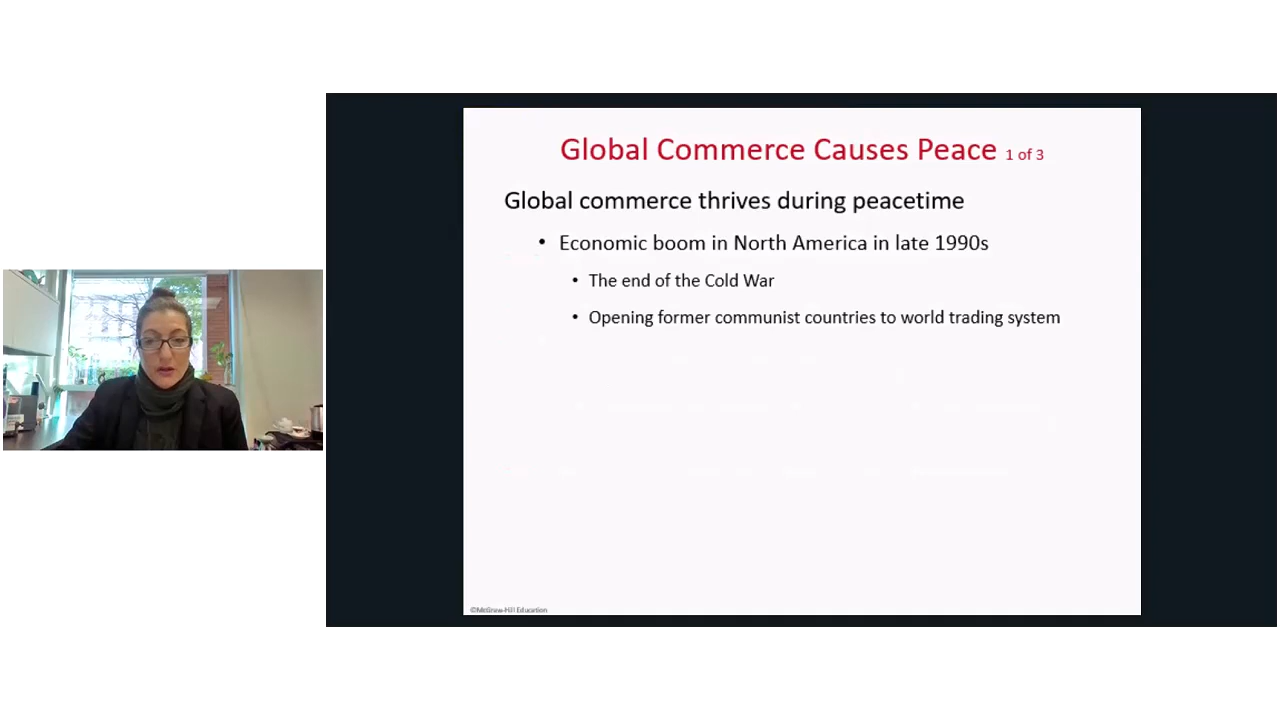 Global Commerce Causes Peace 1 of 3
Global commerce thrives during peacetime
• Economic boom in North America in late 1990s
• The end of the Cold War
• Opening former communist countries to world trading system
©McGraw-Hill Education